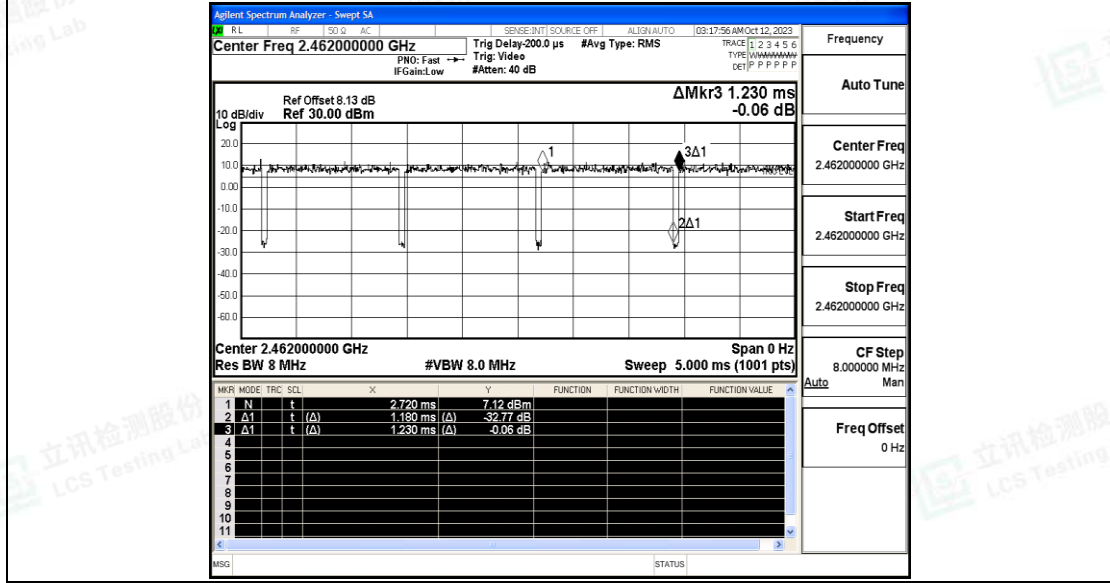 Agilent Spectrum Analyzer - Swept SA
RL RF 50 Ω AC SENSE:INT SOURCE OFF ALIGN AUTO 03:17:56 AM Oct 12, 2023
Center Freq 2.462000000 GHz
PNO: Fast
IFGain:Low
Trig Delay-200.0 µs #Avg Type: RMS
Trig: Video
#Atten: 40 dB
TRACE 1 2 3 4 5 6
TYPE WWWWWW
DET P P P P P P
Frequency
Auto Tune
Center Freq
2.462000000 GHz
Start Freq
2.462000000 GHz
Stop Freq
2.462000000 GHz
CF Step
8.000000 MHz
Auto Man
Freq Offset
0 Hz
Ref Offset 8.13 dB
10 dB/div Ref 30.00 dBm
Log
ΔMkr3 1.230 ms
-0.06 dB
20.0
10.0
0.00
-10.0
-20.0
-30.0
-40.0
-50.0
-60.0
1
3Δ1
2Δ1
Center 2.462000000 GHz Span 0 Hz
Res BW 8 MHz #VBW 8.0 MHz Sweep 5.000 ms (1001 pts)
MKR MODE TRC SCL X Y FUNCTION FUNCTION WIDTH FUNCTION VALUE
1 N t 2.720 ms 7.12 dBm
2 Δ1 t (Δ) 1.180 ms (Δ) -32.77 dB
3 Δ1 t (Δ) 1.230 ms (Δ) -0.06 dB
4
5
6
7
8
9
10
11
MSG STATUS
立讯检测股份
LCS Testing Lab
立讯检测股
LCS Testing